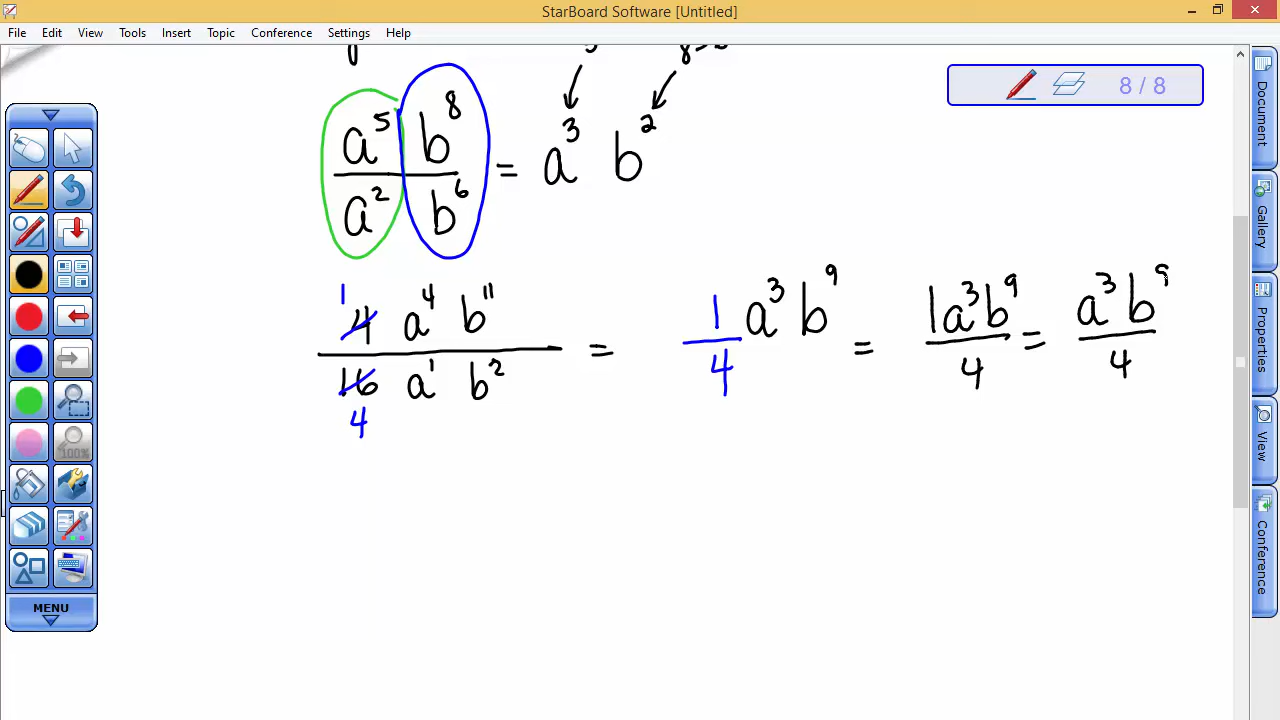 StarBoard Software [Untitled]
File Edit View Tools Insert Topic Conference Settings Help
8 / 8
a⁵ b⁸ / a² b⁶ = a³ b²
1
4 a⁴ b¹¹ / 16 a¹ b² = 1/4 a³ b⁹ = 1a³b⁹ / 4 = a³b⁹ / 4
4
100%
MENU
Document
Gallery
Properties
View
Conference